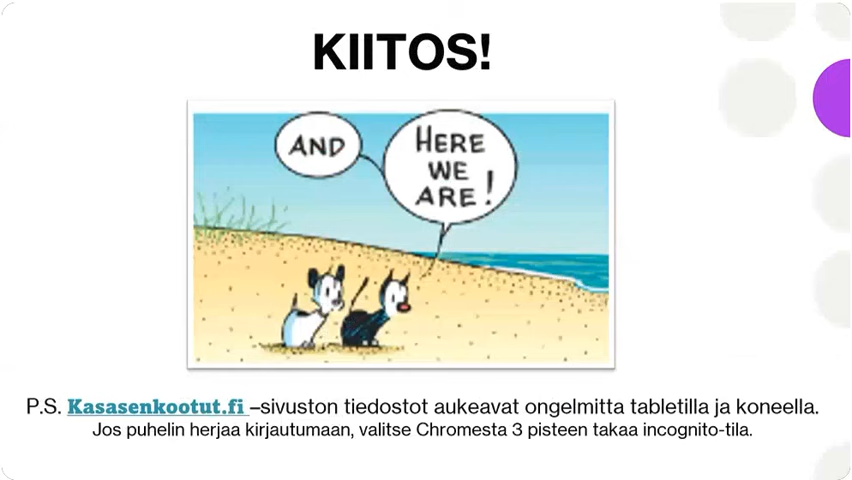 KIITOS!
AND
HERE
WE
ARE!
P.S. Kasasenkootut.fi –sivuston tiedostot aukeavat ongelmitta tabletilla ja koneella.
Jos puhelin herjaa kirjautumaan, valitse Chromesta 3 pisteen takaa incognito-tila.